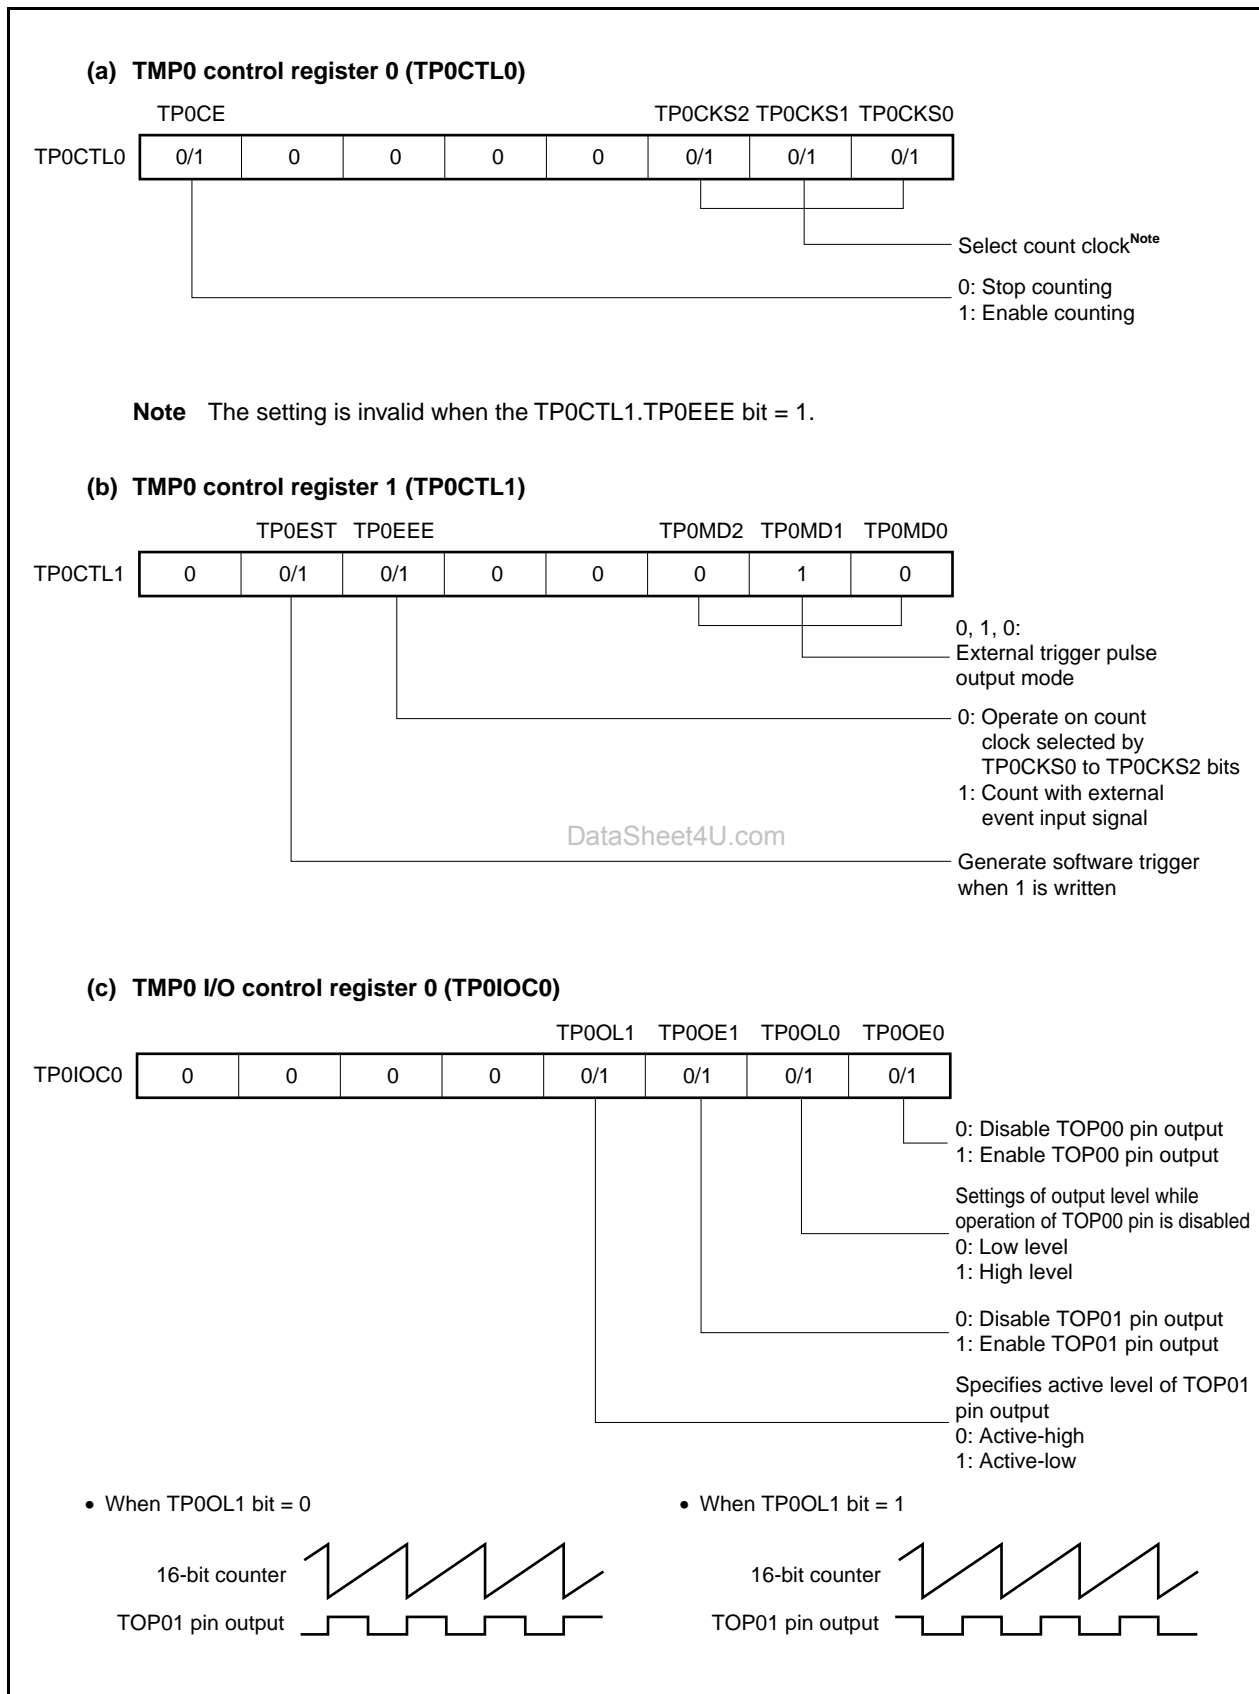 (a) TMP0 control register 0 (TP0CTL0)
TP0CE TP0CKS2 TP0CKS1 TP0CKS0
TP0CTL0 0/1 0 0 0 0 0/1 0/1 0/1
Select count clockNote
0: Stop counting
1: Enable counting
Note The setting is invalid when the TP0CTL1.TP0EEE bit = 1.
(b) TMP0 control register 1 (TP0CTL1)
TP0EST TP0EEE TP0MD2 TP0MD1 TP0MD0
TP0CTL1 0 0/1 0/1 0 0 0 1 0
0, 1, 0:
External trigger pulse
output mode
0: Operate on count
clock selected by
TP0CKS0 to TP0CKS2 bits
1: Count with external
event input signal
DataSheet4U.com
Generate software trigger
when 1 is written
(c) TMP0 I/O control register 0 (TP0IOC0)
TP0OL1 TP0OE1 TP0OL0 TP0OE0
TP0IOC0 0 0 0 0 0/1 0/1 0/1 0/1
0: Disable TOP00 pin output
1: Enable TOP00 pin output
Settings of output level while
operation of TOP00 pin is disabled
0: Low level
1: High level
0: Disable TOP01 pin output
1: Enable TOP01 pin output
Specifies active level of TOP01
pin output
0: Active-high
1: Active-low
• When TP0OL1 bit = 0 • When TP0OL1 bit = 1
16-bit counter 16-bit counter
TOP01 pin output TOP01 pin output